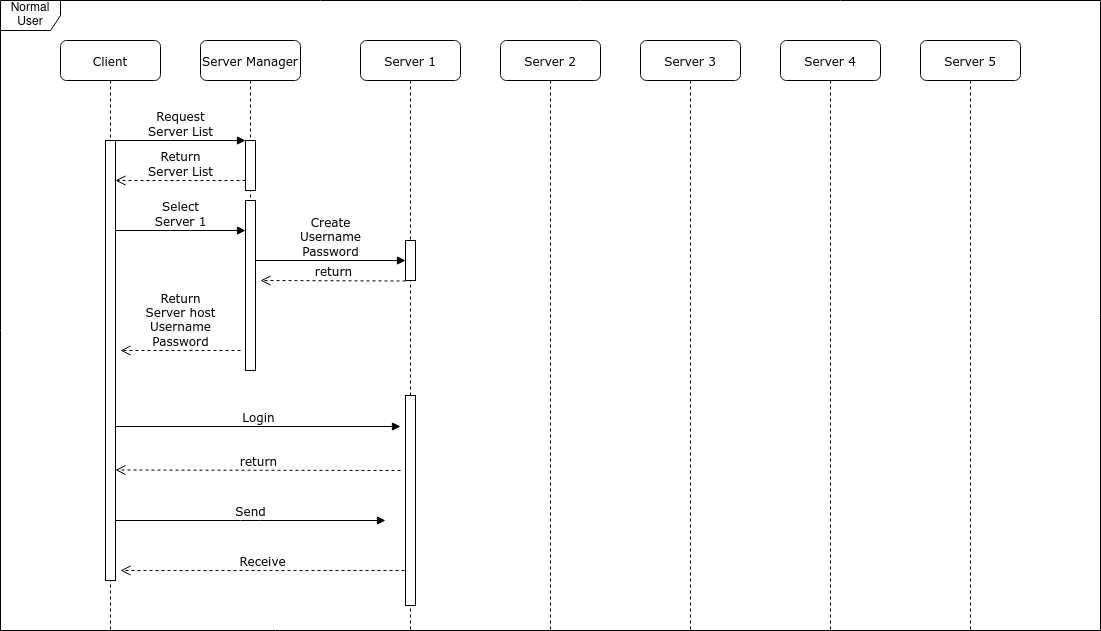 Normal
User
Client
Server Manager
Server 1
Server 2
Server 3
Server 4
Server 5
Request
Server List
Return
Server List
Select
Server 1
Create
Username
Password
return
Return
Server host
Username
Password
Login
return
Send
Receive